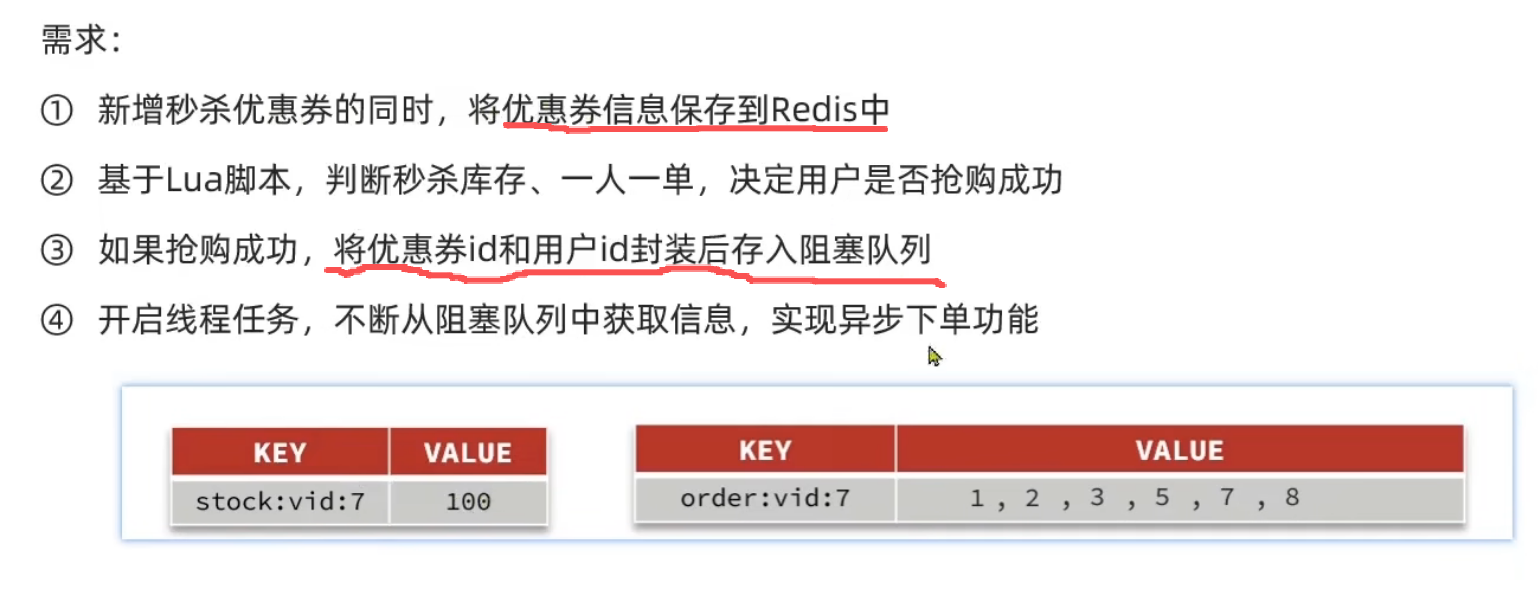 需求：
① 新增秒杀优惠券的同时，将优惠券信息保存到Redis中
② 基于Lua脚本，判断秒杀库存、一人一单，决定用户是否抢购成功
③ 如果抢购成功，将优惠券id和用户id封装后存入阻塞队列
④ 开启线程任务，不断从阻塞队列中获取信息，实现异步下单功能
KEY VALUE
stock:vid:7 100
KEY VALUE
order:vid:7 1 , 2 , 3 , 5 , 7 , 8